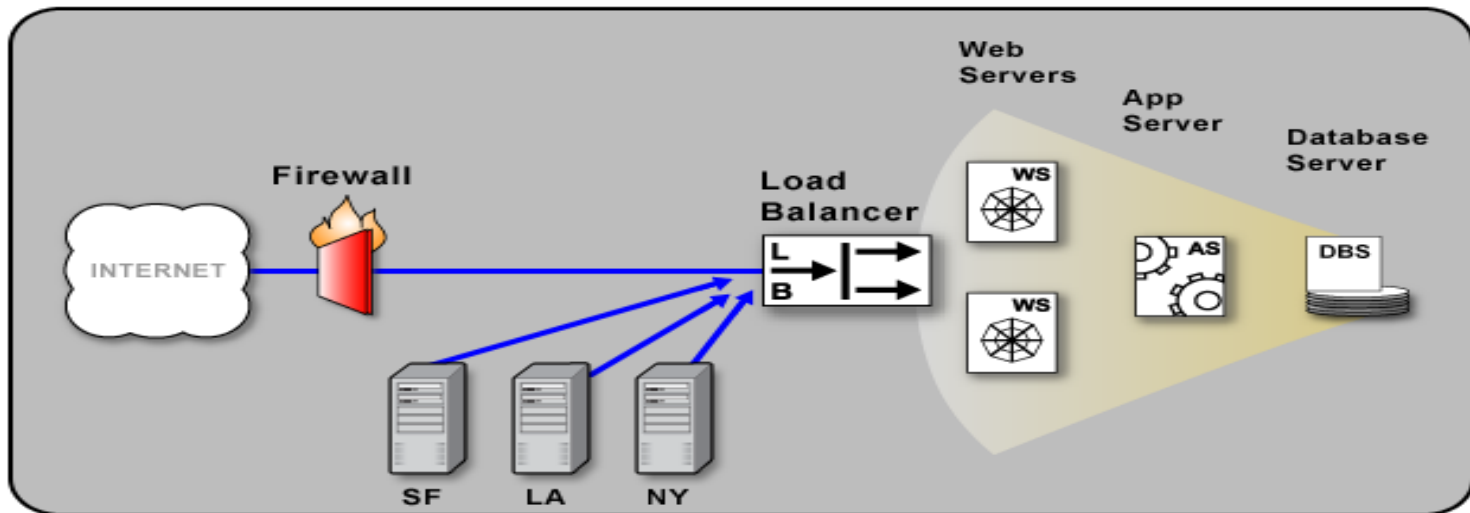 Web
Servers
App
Server
Database
Server
Firewall
Load
Balancer
INTERNET
L
B
WS
WS
AS
DBS
SF
LA
NY